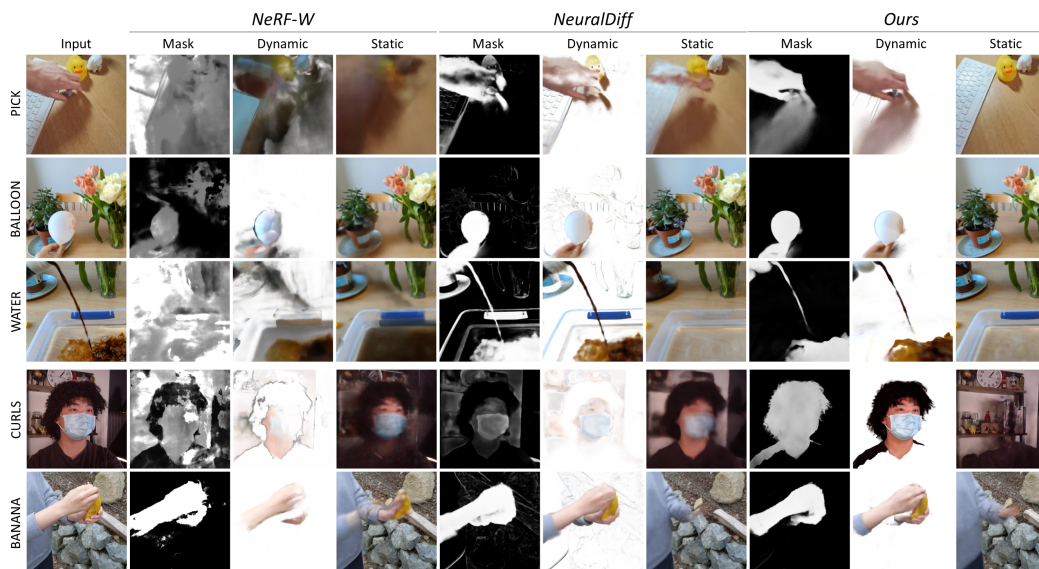 NeRF-W NeuralDiff Ours
Input Mask Dynamic Static Mask Dynamic Static Mask Dynamic Static
PICK
BALLOON
WATER
CURLS
BANANA